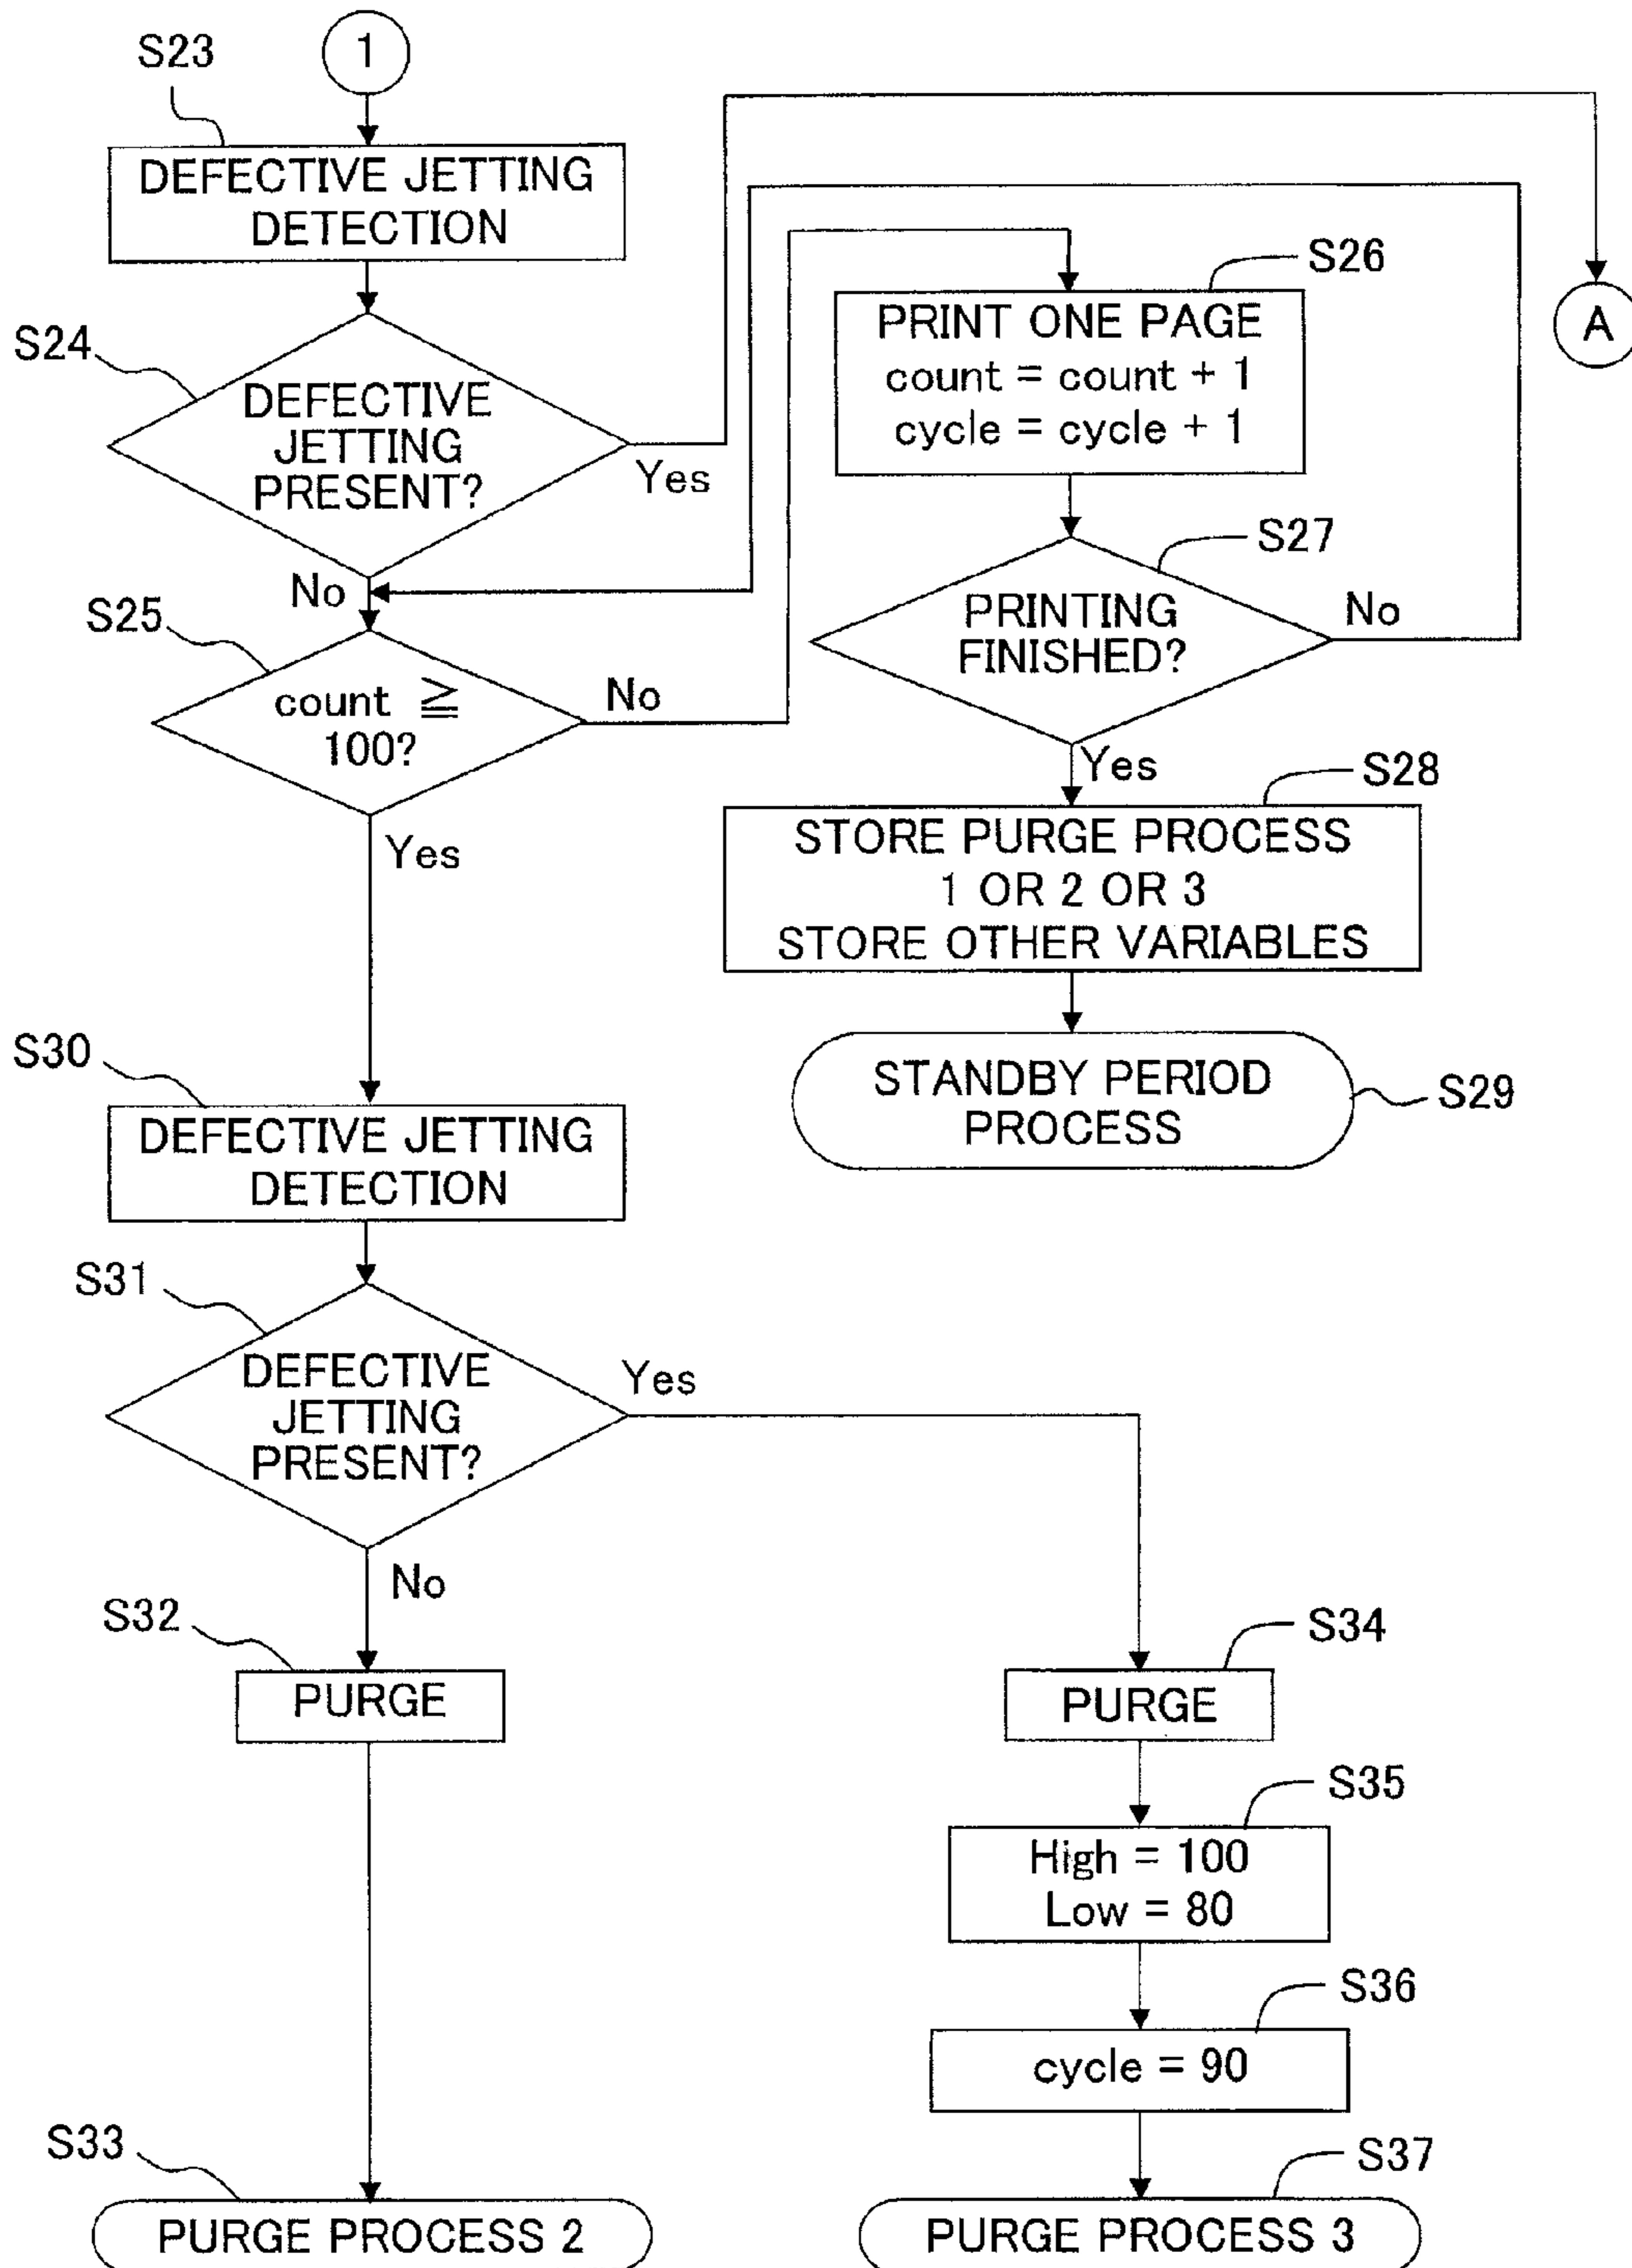 1
S23
DEFECTIVE JETTING
DETECTION
S24
DEFECTIVE
JETTING
PRESENT?
Yes
No
A
S25
count ≧
100?
No
Yes
S26
PRINT ONE PAGE
count = count + 1
cycle = cycle + 1
S27
PRINTING
FINISHED?
No
Yes
S28
STORE PURGE PROCESS
1 OR 2 OR 3
STORE OTHER VARIABLES
S29
STANDBY PERIOD
PROCESS
S30
DEFECTIVE JETTING
DETECTION
S31
DEFECTIVE
JETTING
PRESENT?
Yes
No
S32
PURGE
S33
PURGE PROCESS 2
S34
PURGE
S35
High = 100
Low = 80
S36
cycle = 90
S37
PURGE PROCESS 3